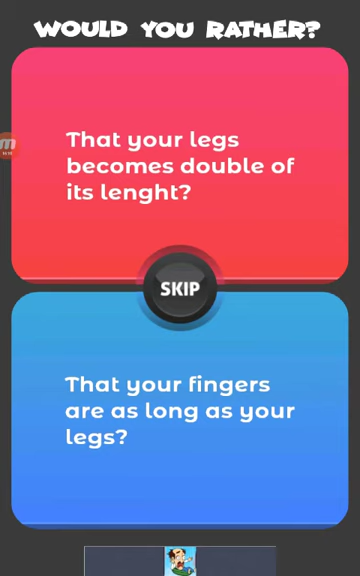 WOULD YOU RATHER?
That your legs
becomes double of
its lenght?
SKIP
That your fingers
are as long as your
legs?